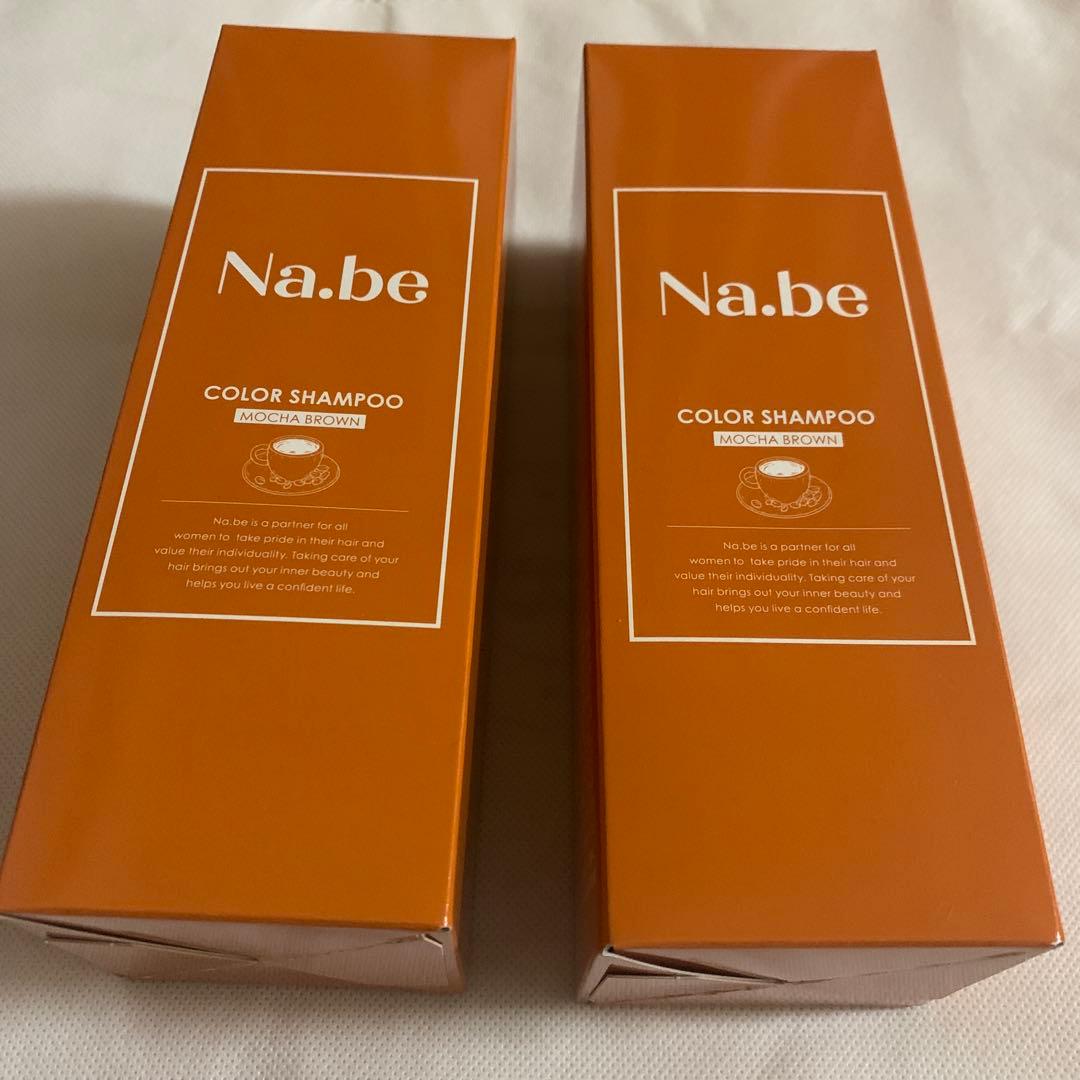 Na.be
COLOR SHAMPOO
MOCHA BROWN
Na.be is a partner for all
women to take pride in their hair and
value their individuality. Taking care of your
hair brings out your inner beauty and
helps you live a confident life.
Na.be
COLOR SHAMPOO
MOCHA BROWN
Na.be is a partner for all
women to take pride in their hair and
value their individuality. Taking care of your
hair brings out your inner beauty and
helps you live a confident life.